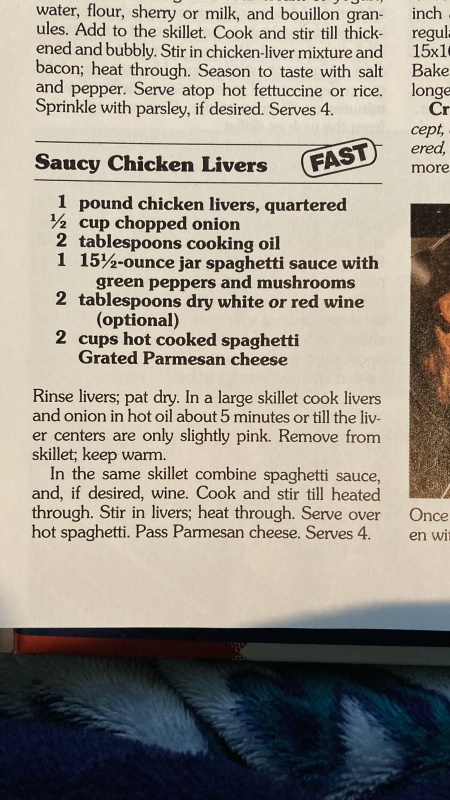 water, flour, sherry or milk, and bouillon gran-
ules. Add to the skillet. Cook and stir till thick-
ened and bubbly. Stir in chicken-liver mixture and
bacon; heat through. Season to taste with salt
and pepper. Serve atop hot fettuccine or rice.
Sprinkle with parsley, if desired. Serves 4.
Saucy Chicken Livers FAST
1 pound chicken livers, quartered
½ cup chopped onion
2 tablespoons cooking oil
1 15½-ounce jar spaghetti sauce with
green peppers and mushrooms
2 tablespoons dry white or red wine
(optional)
2 cups hot cooked spaghetti
Grated Parmesan cheese
Rinse livers; pat dry. In a large skillet cook livers
and onion in hot oil about 5 minutes or till the liv-
er centers are only slightly pink. Remove from
skillet; keep warm.
In the same skillet combine spaghetti sauce,
and, if desired, wine. Cook and stir till heated
through. Stir in livers; heat through. Serve over
hot spaghetti. Pass Parmesan cheese. Serves 4.
inch
regula
15x1
Bake
longe
Cr
cept,
ered,
more
Once
en wi